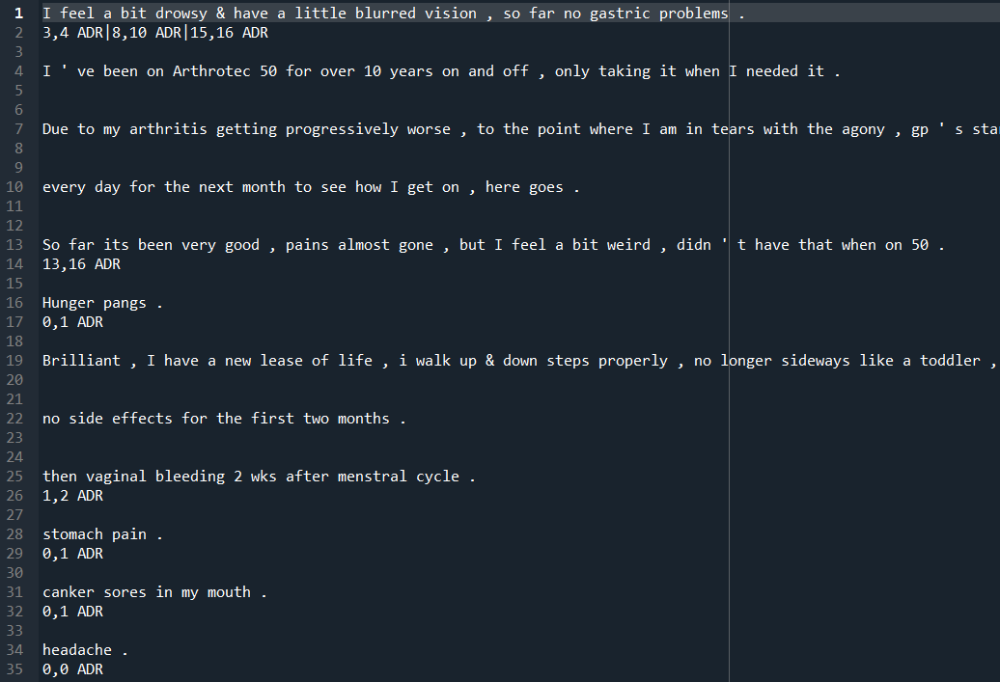 1 I feel a bit drowsy & have a little blurred vision , so far no gastric problems .
2 3,4 ADR|8,10 ADR|15,16 ADR
3
4 I ' ve been on Arthrotec 50 for over 10 years on and off , only taking it when I needed it .
5
6
7 Due to my arthritis getting progressively worse , to the point where I am in tears with the agony , gp ' s sta
8
9
10 every day for the next month to see how I get on , here goes .
11
12
13 So far its been very good , pains almost gone , but I feel a bit weird , didn ' t have that when on 50 .
14 13,16 ADR
15
16 Hunger pangs .
17 0,1 ADR
18
19 Brilliant , I have a new lease of life , i walk up & down steps properly , no longer sideways like a toddler ,
20
21
22 no side effects for the first two months .
23
24
25 then vaginal bleeding 2 wks after menstral cycle .
26 1,2 ADR
27
28 stomach pain .
29 0,1 ADR
30
31 canker sores in my mouth .
32 0,1 ADR
33
34 headache .
35 0,0 ADR